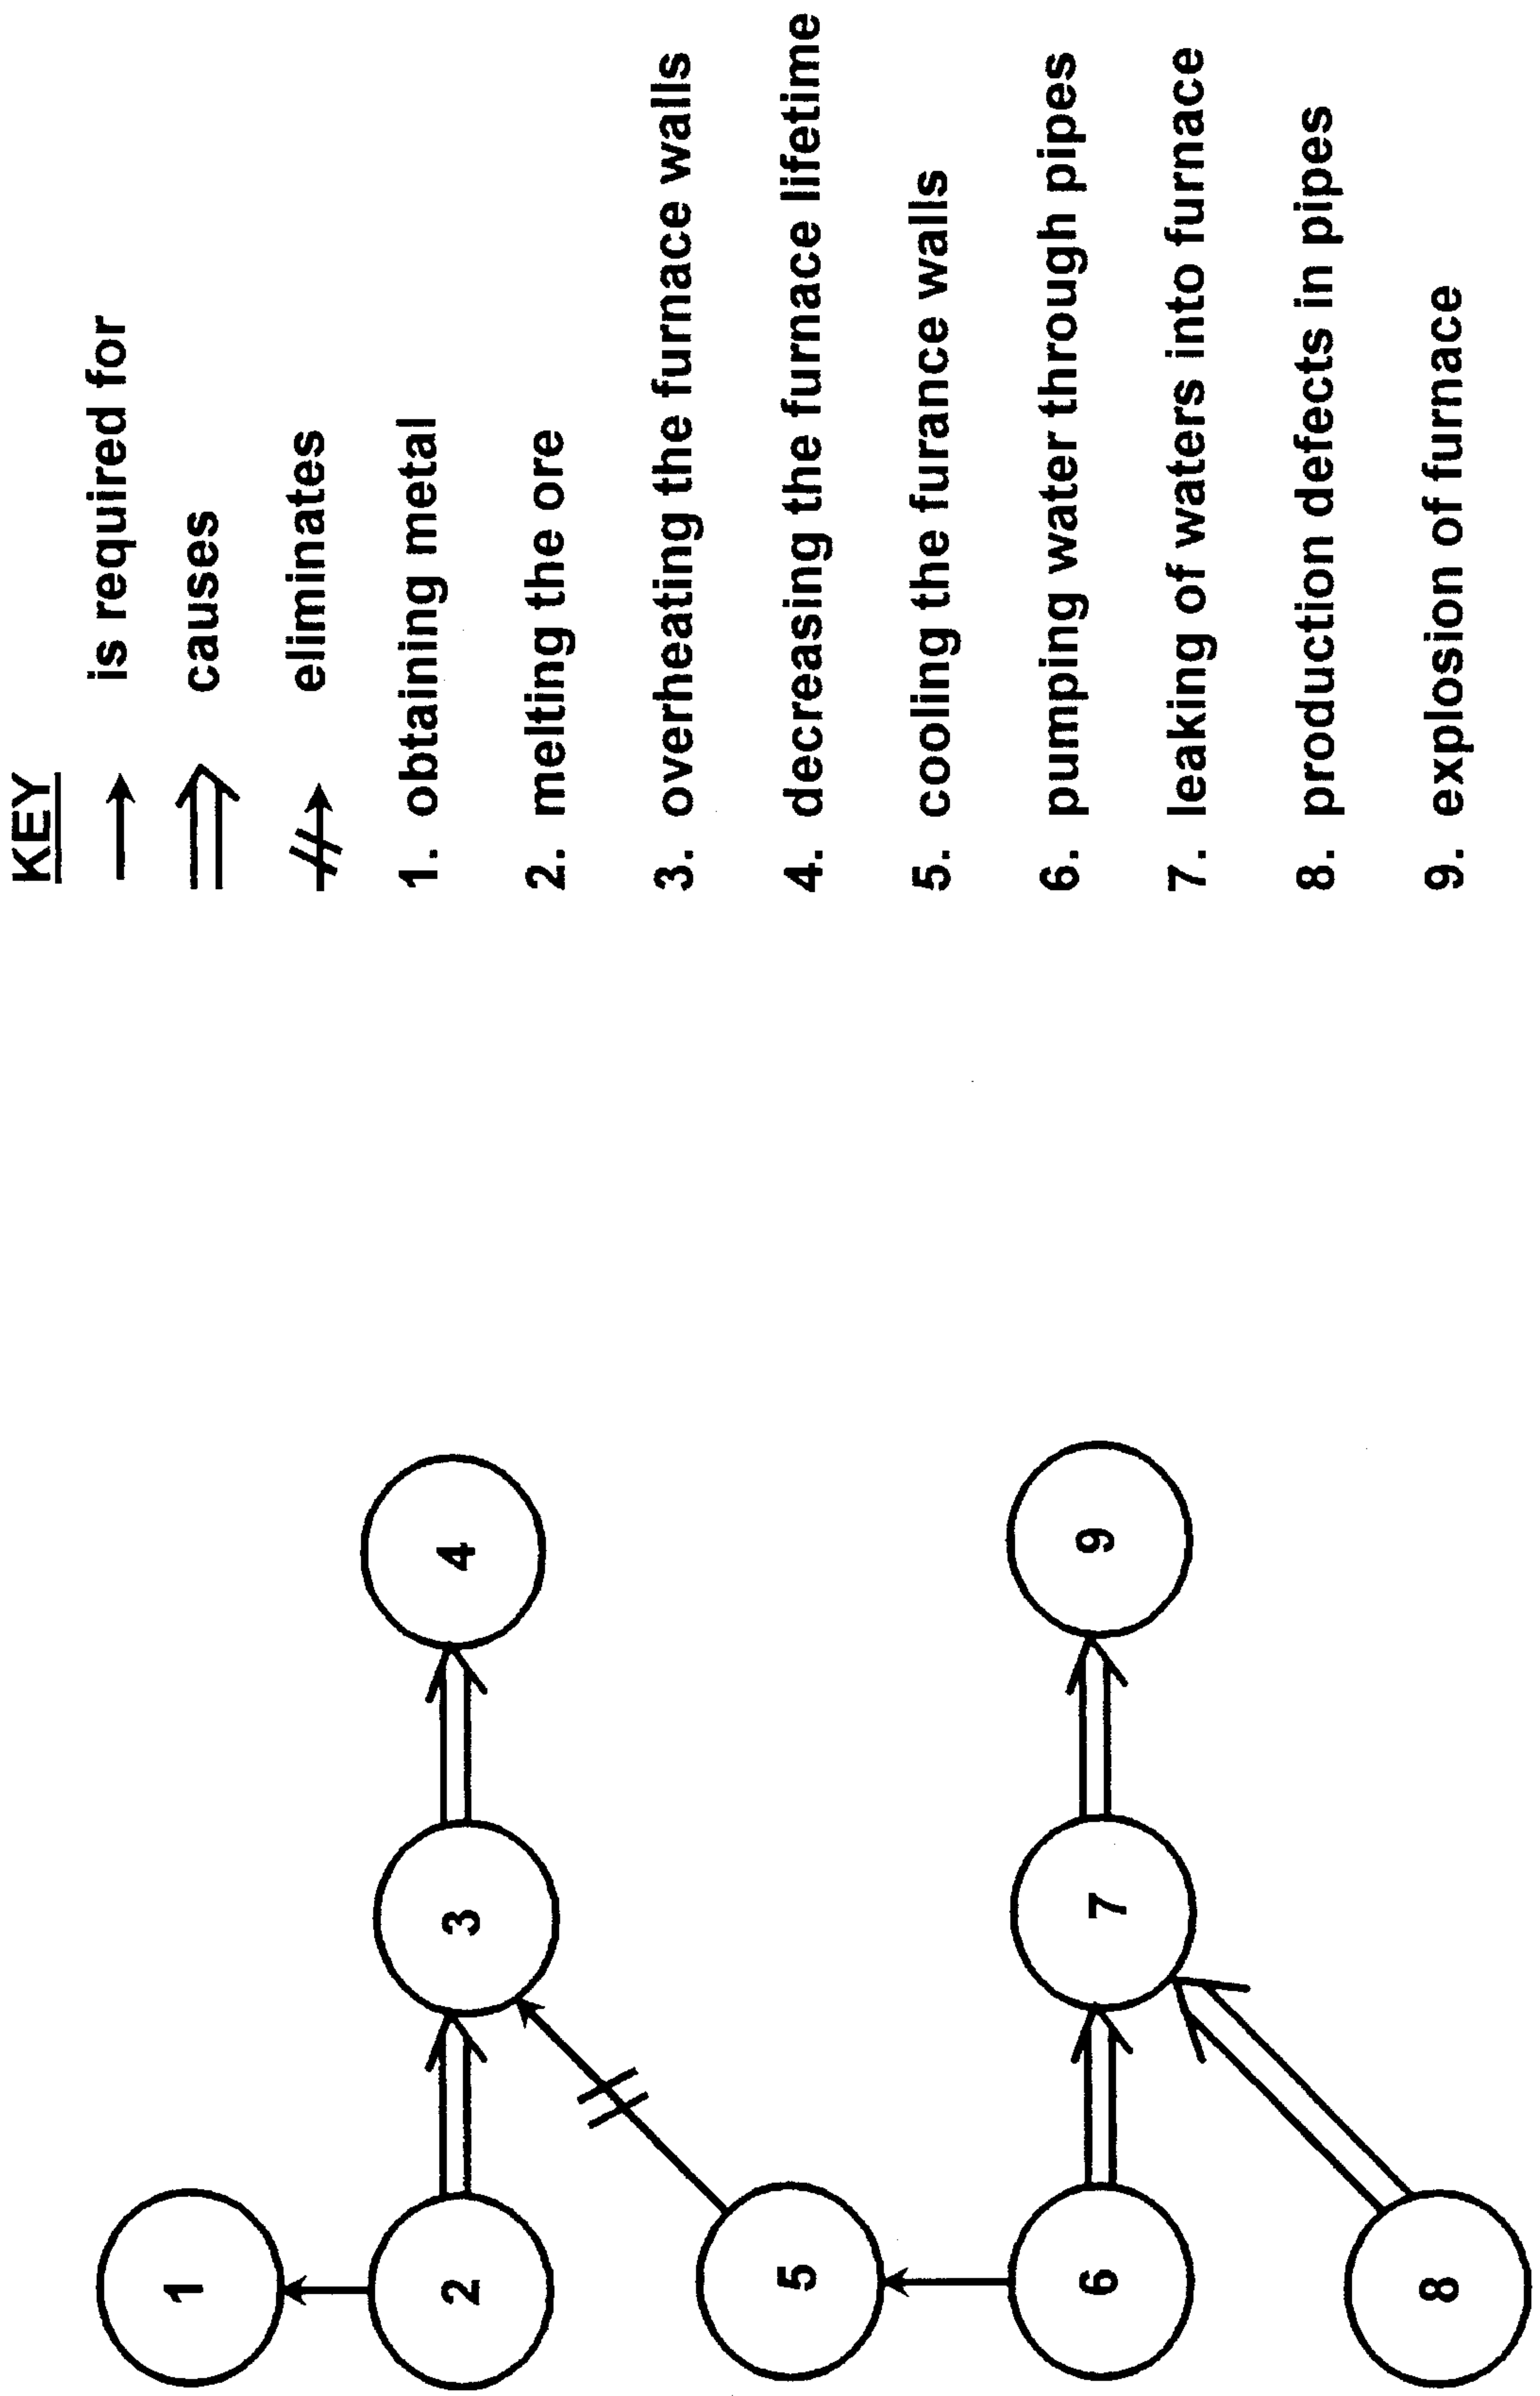 KEY
is required for
causes
eliminates
1. obtaining metal
2. melting the ore
3. overheating the furnace walls
4. decreasing the furnace lifetime
5. cooling the furance walls
6. pumping water through pipes
7. leaking of waters into furnace
8. production defects in pipes
9. explosion of furnace
1
2
3
4
5
6
7
9
8